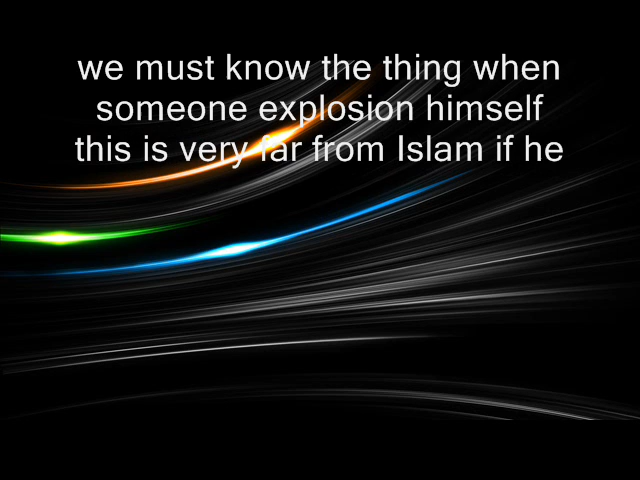 we must know the thing when
someone explosion himself
this is very far from Islam if he